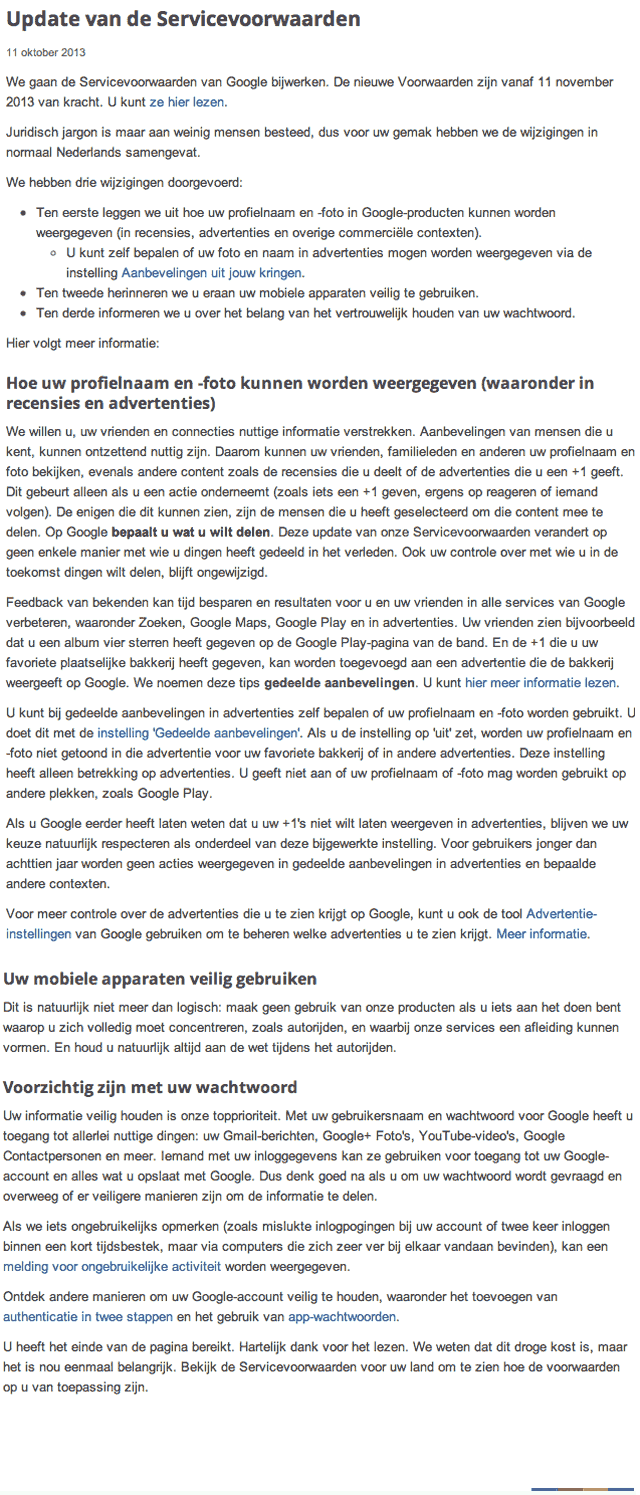 Update van de Servicevoorwaarden
11 oktober 2013
We gaan de Servicevoorwaarden van Google bijwerken. De nieuwe Voorwaarden zijn vanaf 11 november
2013 van kracht. U kunt ze hier lezen.
Juridisch jargon is maar aan weinig mensen besteed, dus voor uw gemak hebben we de wijzigingen in
normaal Nederlands samengevat.
We hebben drie wijzigingen doorgevoerd:
• Ten eerste leggen we uit hoe uw profielnaam en -foto in Google-producten kunnen worden
weergegeven (in recensies, advertenties en overige commerciële contexten).
◦ U kunt zelf bepalen of uw foto en naam in advertenties mogen worden weergegeven via de
instelling Aanbevelingen uit jouw kringen.
• Ten tweede herinneren we u eraan uw mobiele apparaten veilig te gebruiken.
• Ten derde informeren we u over het belang van het vertrouwelijk houden van uw wachtwoord.
Hier volgt meer informatie:
Hoe uw profielnaam en -foto kunnen worden weergegeven (waaronder in
recensies en advertenties)
We willen u, uw vrienden en connecties nuttige informatie verstrekken. Aanbevelingen van mensen die u
kent, kunnen ontzettend nuttig zijn. Daarom kunnen uw vrienden, familieleden en anderen uw profielnaam en
foto bekijken, evenals andere content zoals de recensies die u deelt of de advertenties die u een +1 geeft.
Dit gebeurt alleen als u een actie onderneemt (zoals iets een +1 geven, ergens op reageren of iemand
volgen). De enigen die dit kunnen zien, zijn de mensen die u heeft geselecteerd om die content mee te
delen. Op Google bepaalt u wat u wilt delen. Deze update van onze Servicevoorwaarden verandert op
geen enkele manier met wie u dingen heeft gedeeld in het verleden. Ook uw controle over met wie u in de
toekomst dingen wilt delen, blijft ongewijzigd.
Feedback van bekenden kan tijd besparen en resultaten voor u en uw vrienden in alle services van Google
verbeteren, waaronder Zoeken, Google Maps, Google Play en in advertenties. Uw vrienden zien bijvoorbeeld
dat u een album vier sterren heeft gegeven op de Google Play-pagina van de band. En de +1 die u uw
favoriete plaatselijke bakkerij heeft gegeven, kan worden toegevoegd aan een advertentie die de bakkerij
weergeeft op Google. We noemen deze tips gedeelde aanbevelingen. U kunt hier meer informatie lezen.
U kunt bij gedeelde aanbevelingen in advertenties zelf bepalen of uw profielnaam en -foto worden gebruikt. U
doet dit met de instelling 'Gedeelde aanbevelingen'. Als u de instelling op 'uit' zet, worden uw profielnaam en
-foto niet getoond in die advertentie voor uw favoriete bakkerij of in andere advertenties. Deze instelling
heeft alleen betrekking op advertenties. U geeft niet aan of uw profielnaam of -foto mag worden gebruikt op
andere plekken, zoals Google Play.
Als u Google eerder heeft laten weten dat u uw +1's niet wilt laten weergeven in advertenties, blijven we uw
keuze natuurlijk respecteren als onderdeel van deze bijgewerkte instelling. Voor gebruikers jonger dan
achttien jaar worden geen acties weergegeven in gedeelde aanbevelingen in advertenties en bepaalde
andere contexten.
Voor meer controle over de advertenties die u te zien krijgt op Google, kunt u ook de tool Advertentie-
instellingen van Google gebruiken om te beheren welke advertenties u te zien krijgt. Meer informatie.
Uw mobiele apparaten veilig gebruiken
Dit is natuurlijk niet meer dan logisch: maak geen gebruik van onze producten als u iets aan het doen bent
waarop u zich volledig moet concentreren, zoals autorijden, en waarbij onze services een afleiding kunnen
vormen. En houd u natuurlijk altijd aan de wet tijdens het autorijden.
Voorzichtig zijn met uw wachtwoord
Uw informatie veilig houden is onze topprioriteit. Met uw gebruikersnaam en wachtwoord voor Google heeft u
toegang tot allerlei nuttige dingen: uw Gmail-berichten, Google+ Foto's, YouTube-video's, Google
Contactpersonen en meer. Iemand met uw inloggegevens kan ze gebruiken voor toegang tot uw Google-
account en alles wat u opslaat met Google. Dus denk goed na als u om uw wachtwoord wordt gevraagd en
overweeg of er veiligere manieren zijn om de informatie te delen.
Als we iets ongebruikelijks opmerken (zoals mislukte inlogpogingen bij uw account of twee keer inloggen
binnen een kort tijdsbestek, maar via computers die zich zeer ver bij elkaar vandaan bevinden), kan een
melding voor ongebruikelijke activiteit worden weergegeven.
Ontdek andere manieren om uw Google-account veilig te houden, waaronder het toevoegen van
authenticatie in twee stappen en het gebruik van app-wachtwoorden.
U heeft het einde van de pagina bereikt. Hartelijk dank voor het lezen. We weten dat dit droge kost is, maar
het is nou eenmaal belangrijk. Bekijk de Servicevoorwaarden voor uw land om te zien hoe de voorwaarden
op u van toepassing zijn.